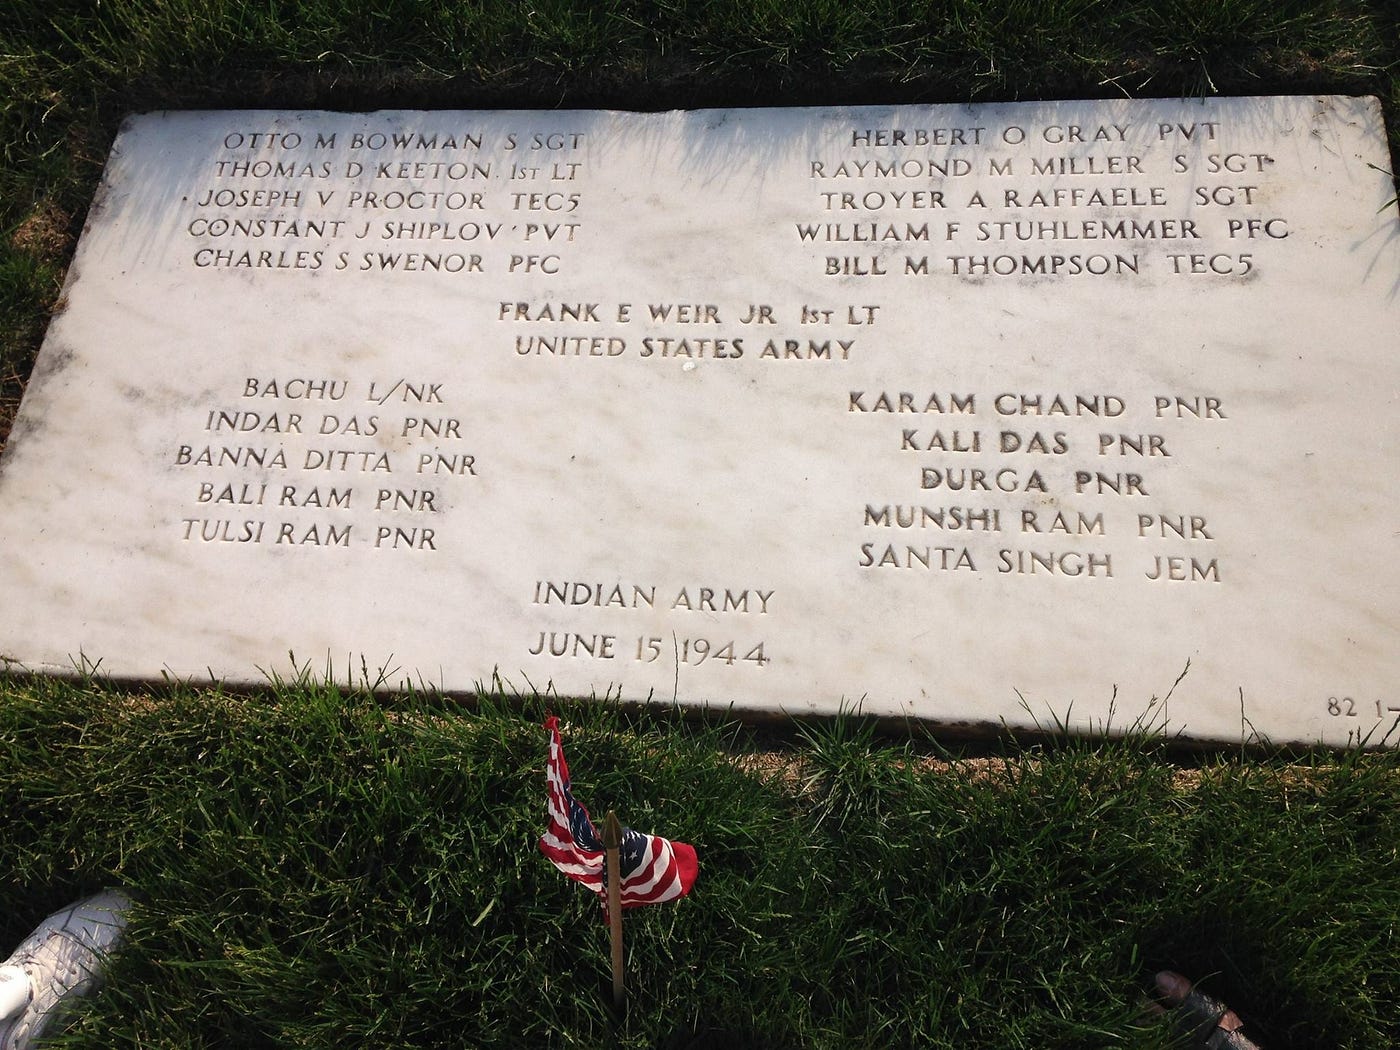 OTTO M BOWMAN S SGT
THOMAS D KEETON 1ST LT
JOSEPH V PROCTOR TEC5
CONSTANT J SHIPLOV PVT
CHARLES S SWENOR PFC
HERBERT O GRAY PVT
RAYMOND M MILLER S SGT
TROYER A RAFFAELE SGT
WILLIAM F STUHLEMMER PFC
BILL M THOMPSON TEC5
FRANK E WEIR JR 1ST LT
UNITED STATES ARMY
BACHU L/NK
INDAR DAS PNR
BANNA DITTA PNR
BALI RAM PNR
TULSI RAM PNR
KARAM CHAND PNR
KALI DAS PNR
DURGA PNR
MUNSHI RAM PNR
SANTA SINGH JEM
INDIAN ARMY
JUNE 15 1944
82 1-